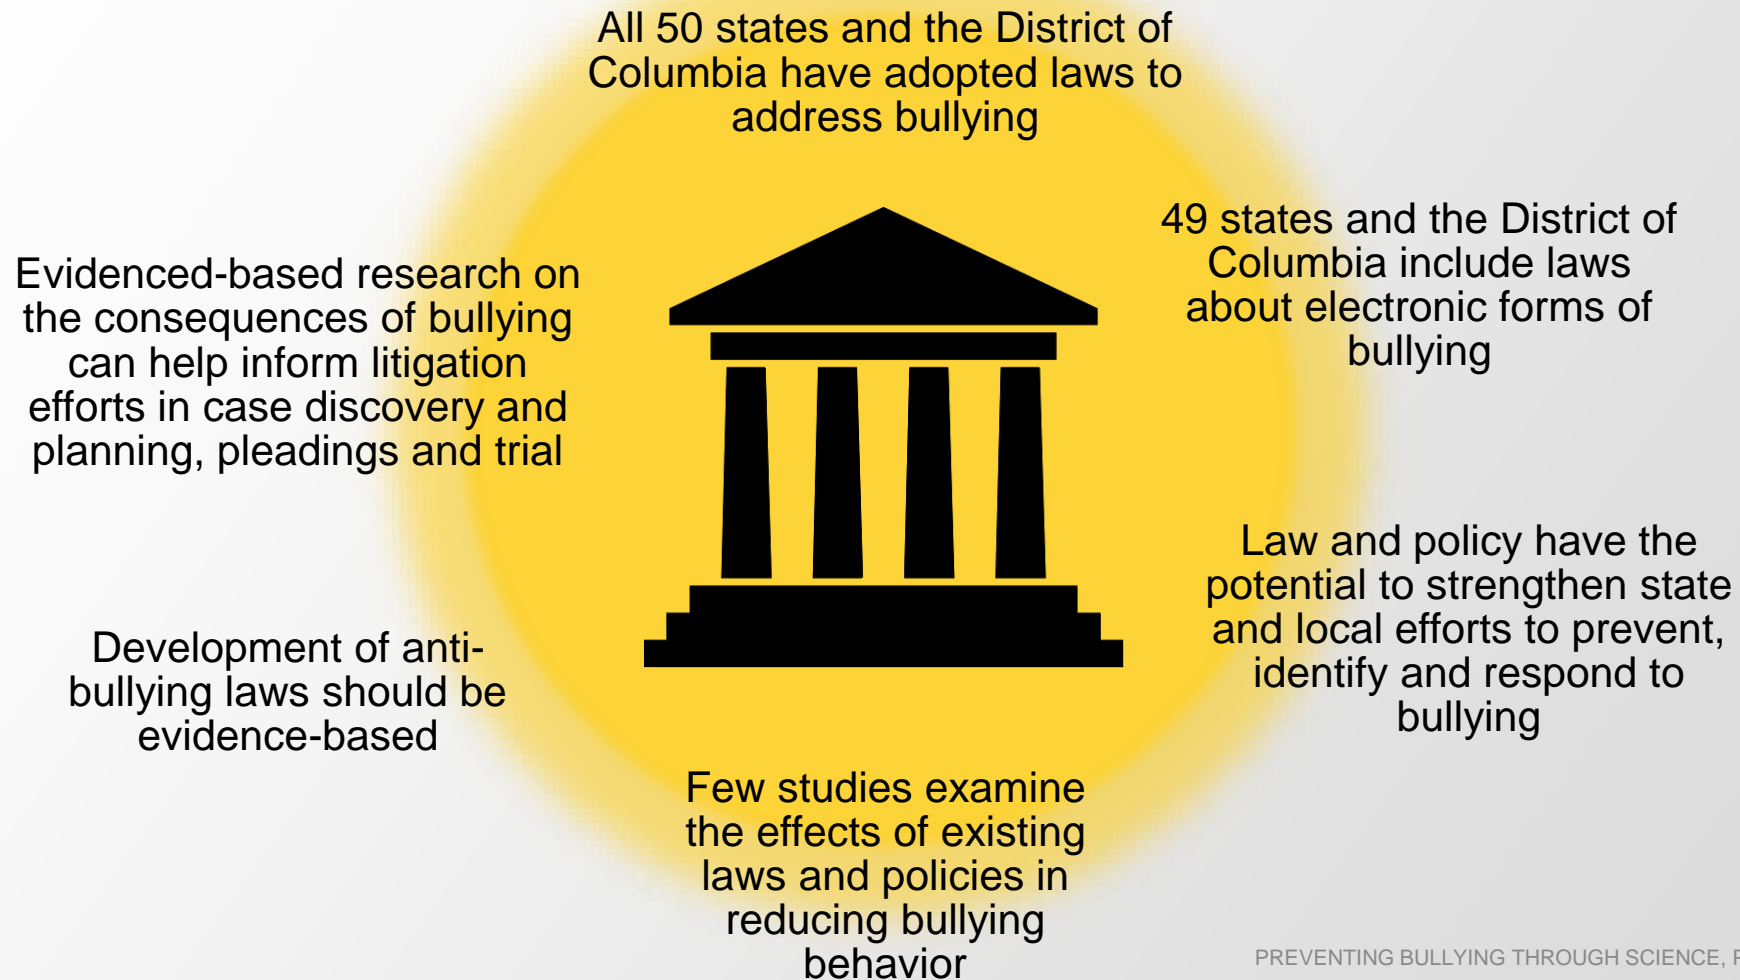 All 50 states and the District of
Columbia have adopted laws to
address bullying
49 states and the District of
Columbia include laws
about electronic forms of
bullying
Evidenced-based research on
the consequences of bullying
can help inform litigation
efforts in case discovery and
planning, pleadings and trial
Law and policy have the
potential to strengthen state
and local efforts to prevent,
identify and respond to
bullying
Development of anti-
bullying laws should be
evidence-based
Few studies examine
the effects of existing
laws and policies in
reducing bullying
behavior
PREVENTING BULLYING THROUGH SCIENCE,